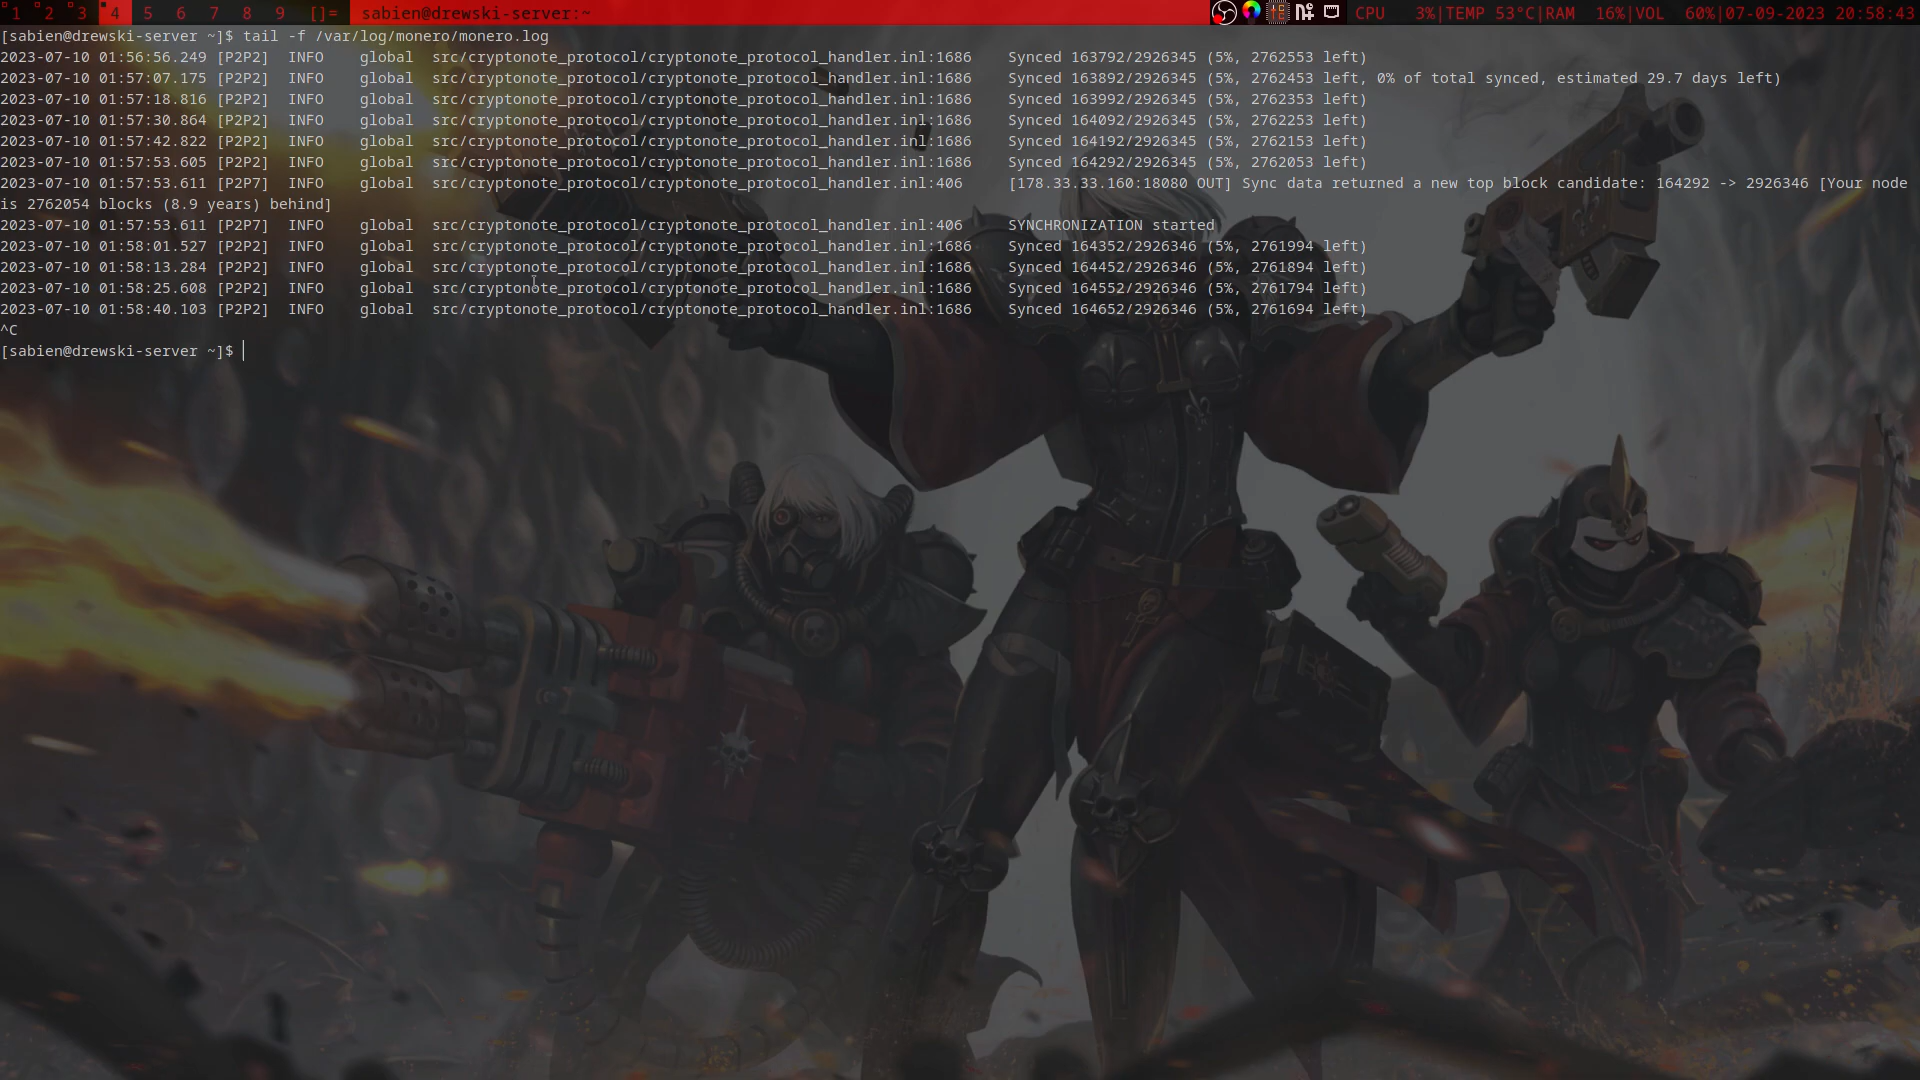 1 2 3 4 5 6 7 8 9 []= sabien@drewski-server:~ CPU 3%|TEMP 53°C|RAM 16%|VOL 60%|07-09-2023 20:58:43
[sabien@drewski-server ~]$ tail -f /var/log/monero/monero.log
2023-07-10 01:56:56.249 [P2P2] INFO global src/cryptonote_protocol/cryptonote_protocol_handler.inl:1686 Synced 163792/2926345 (5%, 2762553 left)
2023-07-10 01:57:07.175 [P2P2] INFO global src/cryptonote_protocol/cryptonote_protocol_handler.inl:1686 Synced 163892/2926345 (5%, 2762453 left, 0% of total synced, estimated 29.7 days left)
2023-07-10 01:57:18.816 [P2P2] INFO global src/cryptonote_protocol/cryptonote_protocol_handler.inl:1686 Synced 163992/2926345 (5%, 2762353 left)
2023-07-10 01:57:30.864 [P2P2] INFO global src/cryptonote_protocol/cryptonote_protocol_handler.inl:1686 Synced 164092/2926345 (5%, 2762253 left)
2023-07-10 01:57:42.822 [P2P2] INFO global src/cryptonote_protocol/cryptonote_protocol_handler.inl:1686 Synced 164192/2926345 (5%, 2762153 left)
2023-07-10 01:57:53.605 [P2P2] INFO global src/cryptonote_protocol/cryptonote_protocol_handler.inl:1686 Synced 164292/2926345 (5%, 2762053 left)
2023-07-10 01:57:53.611 [P2P7] INFO global src/cryptonote_protocol/cryptonote_protocol_handler.inl:406 [178.33.33.160:18080 OUT] Sync data returned a new top block candidate: 164292 -> 2926346 [Your node
is 2762054 blocks (8.9 years) behind]
2023-07-10 01:57:53.611 [P2P7] INFO global src/cryptonote_protocol/cryptonote_protocol_handler.inl:406 SYNCHRONIZATION started
2023-07-10 01:58:01.527 [P2P2] INFO global src/cryptonote_protocol/cryptonote_protocol_handler.inl:1686 Synced 164352/2926346 (5%, 2761994 left)
2023-07-10 01:58:13.284 [P2P2] INFO global src/cryptonote_protocol/cryptonote_protocol_handler.inl:1686 Synced 164452/2926346 (5%, 2761894 left)
2023-07-10 01:58:25.608 [P2P2] INFO global src/cryptonote_protocol/cryptonote_protocol_handler.inl:1686 Synced 164552/2926346 (5%, 2761794 left)
2023-07-10 01:58:40.103 [P2P2] INFO global src/cryptonote_protocol/cryptonote_protocol_handler.inl:1686 Synced 164652/2926346 (5%, 2761694 left)
^C
[sabien@drewski-server ~]$